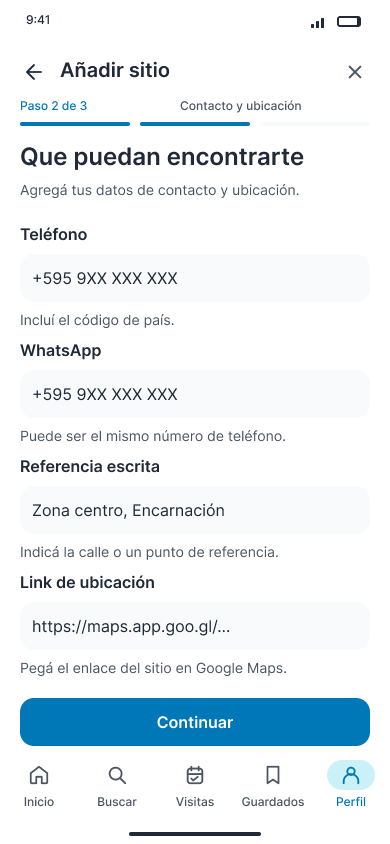 9:41
Añadir sitio
Paso 2 de 3
Contacto y ubicación
Que puedan encontrarte
Agregá tus datos de contacto y ubicación.
Teléfono
+595 9XX XXX XXX
Incluí el código de país.
WhatsApp
+595 9XX XXX XXX
Puede ser el mismo número de teléfono.
Referencia escrita
Zona centro, Encarnación
Indicá la calle o un punto de referencia.
Link de ubicación
https://maps.app.goo.gl/...
Pegá el enlace del sitio en Google Maps.
Continuar
Inicio
Buscar
Visitas
Guardados
Perfil